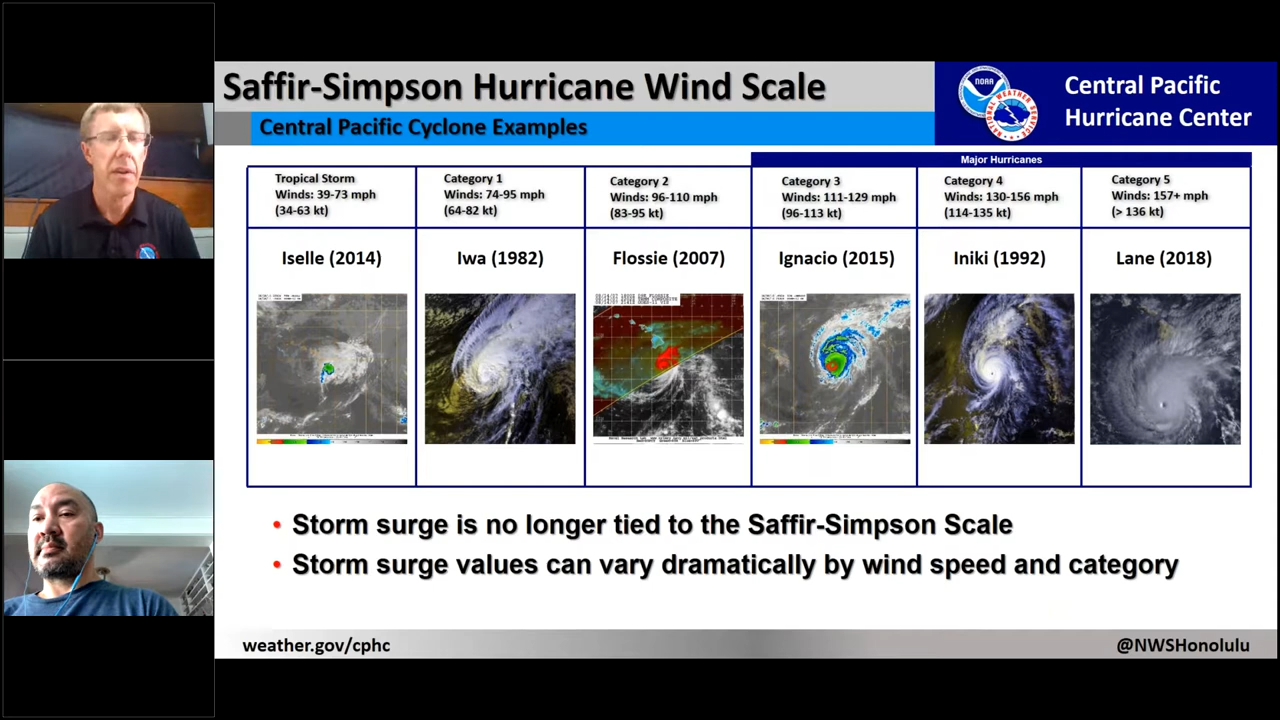 Saffir-Simpson Hurricane Wind Scale
Central Pacific Cyclone Examples
NOAA
NATIONAL WEATHER SERVICE
Central Pacific
Hurricane Center
Major Hurricanes
Tropical Storm
Winds: 39-73 mph
(34-63 kt)
Category 1
Winds: 74-95 mph
(64-82 kt)
Category 2
Winds: 96-110 mph
(83-95 kt)
Category 3
Winds: 111-129 mph
(96-113 kt)
Category 4
Winds: 130-156 mph
(114-135 kt)
Category 5
Winds: 157+ mph
(> 136 kt)
Iselle (2014)
Iwa (1982)
Flossie (2007)
Ignacio (2015)
Iniki (1992)
Lane (2018)
• Storm surge is no longer tied to the Saffir-Simpson Scale
• Storm surge values can vary dramatically by wind speed and category
weather.gov/cphc
@NWSHonolulu